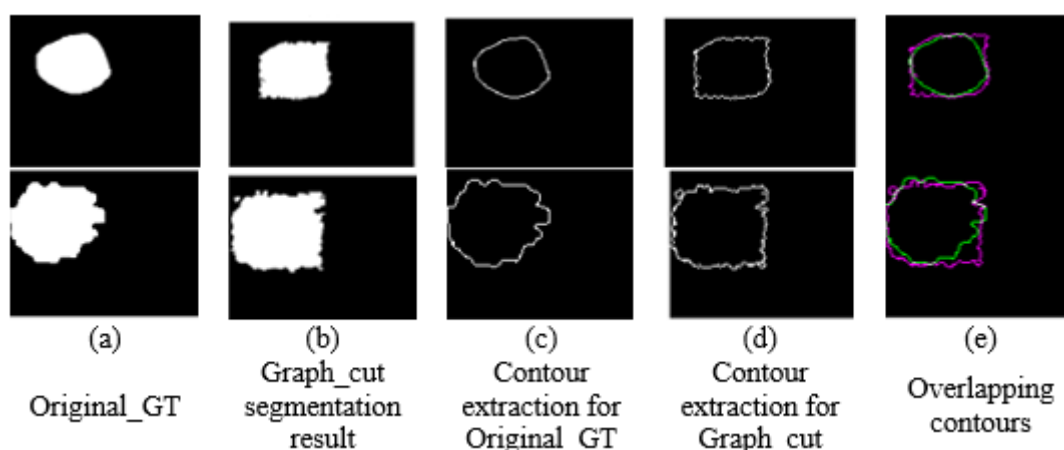 (a) (b) (c) (d) (e)
Original_GT
Graph_cut
segmentation
result
Contour
extraction for
Original_GT
Contour
extraction for
Graph_cut
Overlapping
contours